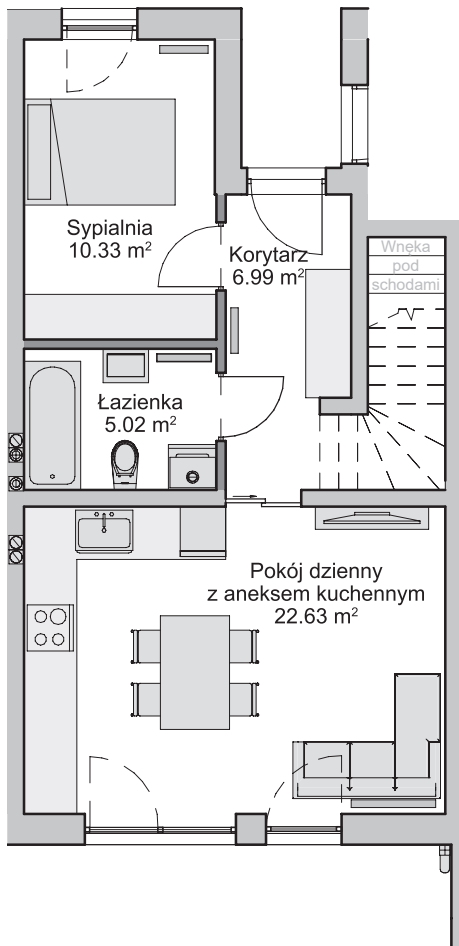 Sypialnia
10.33 m²
Korytarz
6.99 m²
Wnęka
pod
schodami
Łazienka
5.02 m²
Pokój dzienny
z aneksem kuchennym
22.63 m²